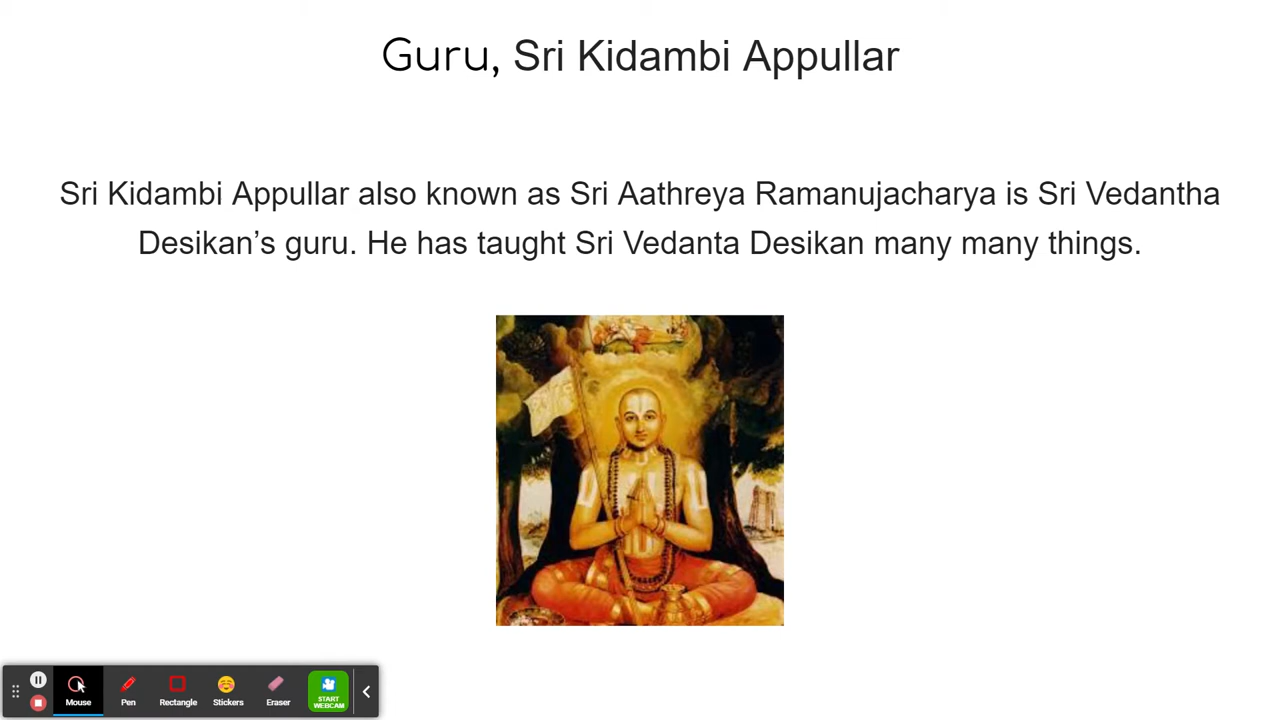 Guru, Sri Kidambi Appullar
Sri Kidambi Appullar also known as Sri Aathreya Ramanujacharya is Sri Vedantha
Desikan’s guru. He has taught Sri Vedanta Desikan many many things.
Mouse
Pen
Rectangle
Stickers
Eraser
START
WEBCAM